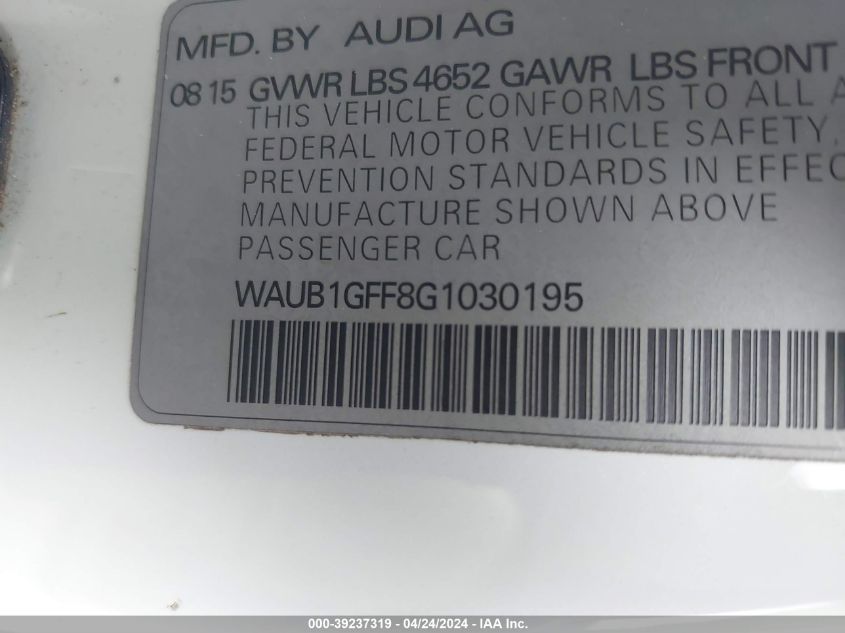 MFD. BY AUDI AG
08 15 GVWR LBS 4652 GAWR LBS FRONT
THIS VEHICLE CONFORMS TO ALL A
FEDERAL MOTOR VEHICLE SAFETY,
PREVENTION STANDARDS IN EFFEC
MANUFACTURE SHOWN ABOVE
PASSENGER CAR
WAUB1GFF8G1030195
000-39237319 - 04/24/2024 - IAA Inc.